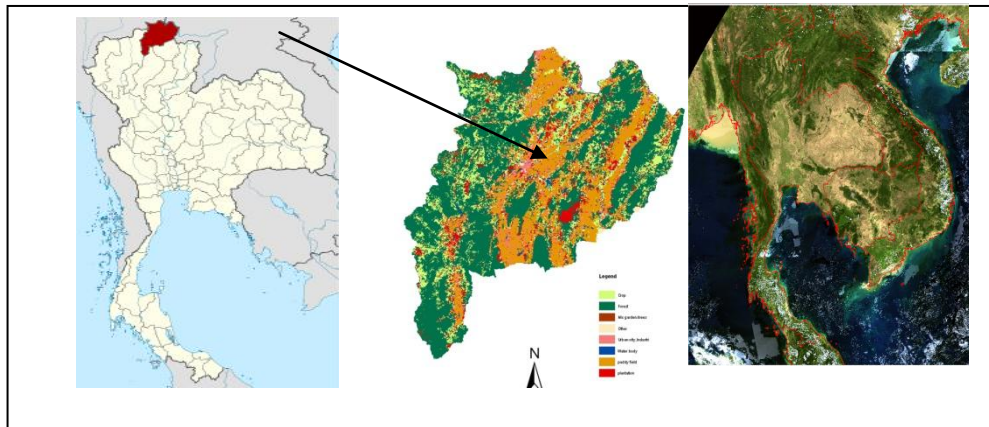 Legend
Crop
Forest
Mix garden/trees
Other
Urban city, Industri
Water body
paddy field
plantation
N